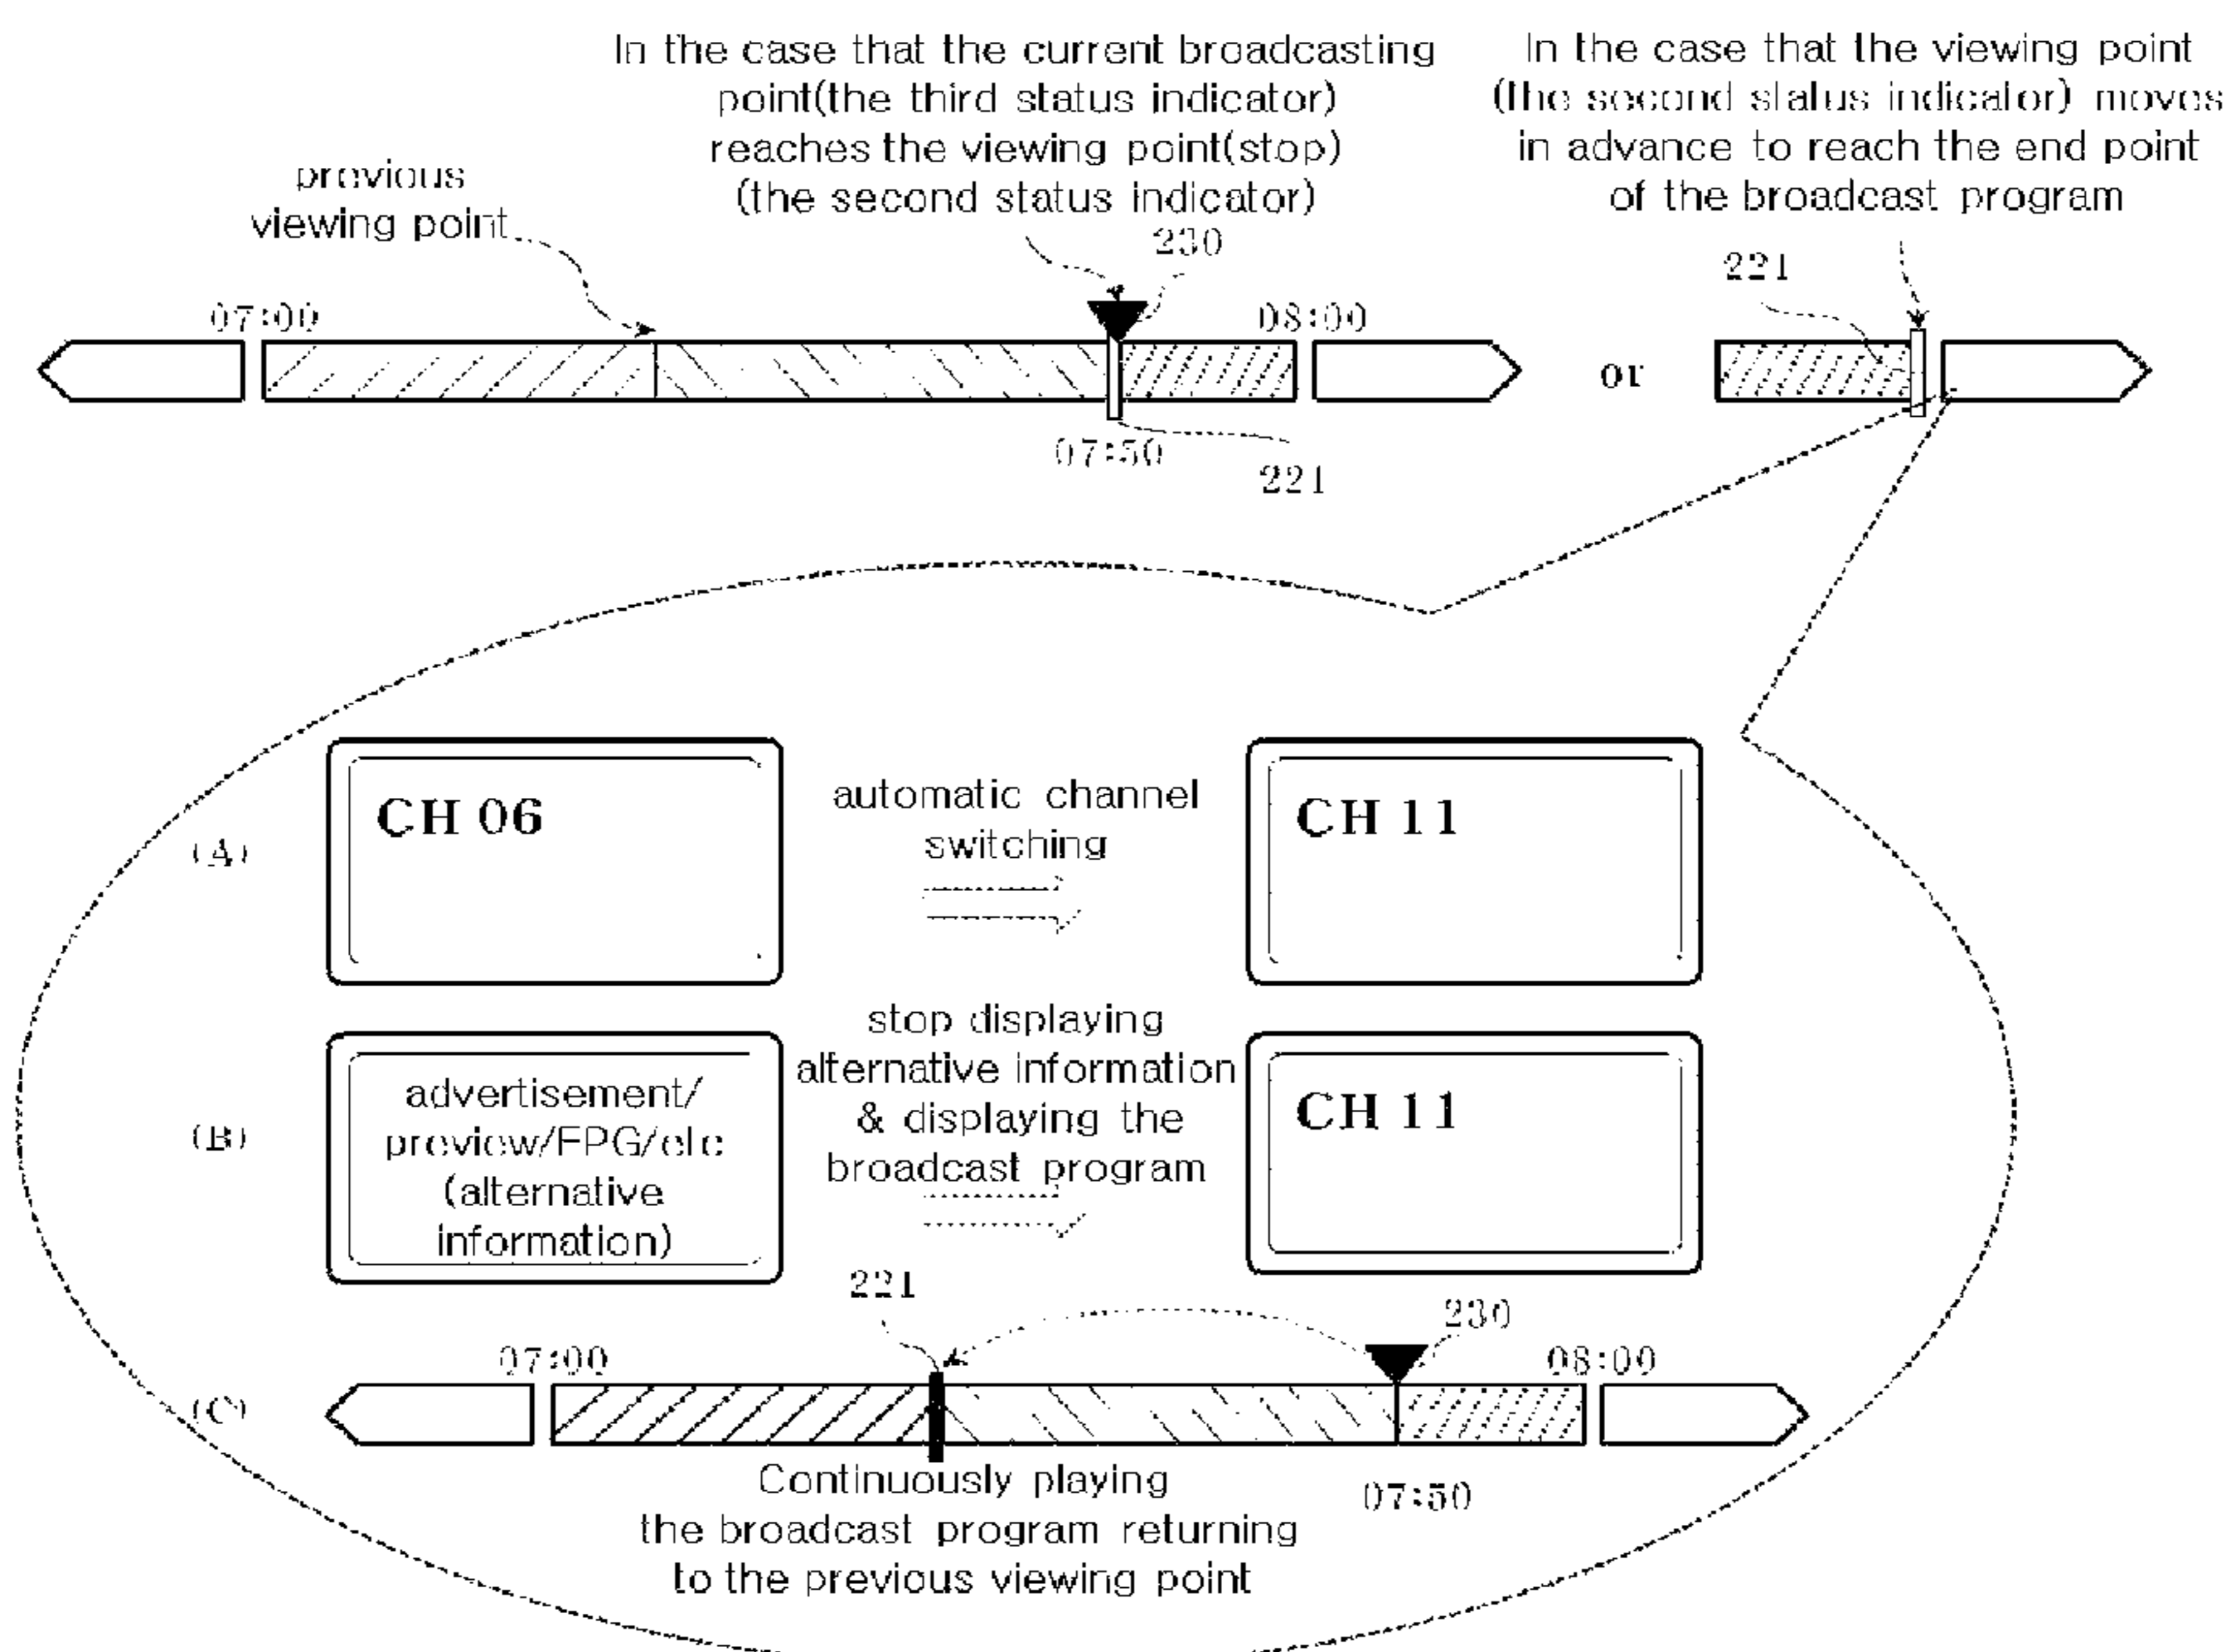 In the case that the current broadcasting
point(the third status indicator)
reaches the viewing point(stop)
(the second status indicator)
In the case that the viewing point
(the second status indicator) moves
in advance to reach the end point
of the broadcast program
previous
viewing point
230
221
07:00
08:00
or
07:50
221
(A)
CH 06
automatic channel
switching
CH 11
(B)
advertisement/
preview/EPG/etc
(alternative
information)
stop displaying
alternative information
& displaying the
broadcast program
CH 11
221
230
07:00
08:00
(C)
07:50
Continuously playing
the broadcast program returning
to the previous viewing point